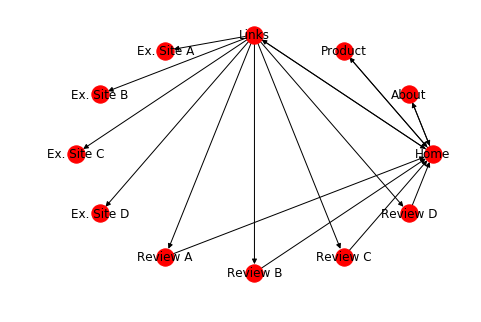 Links
Ex. Site A
Product
Ex. Site B
About
Ex. Site C
Home
Ex. Site D
Review D
Review A
Review C
Review B